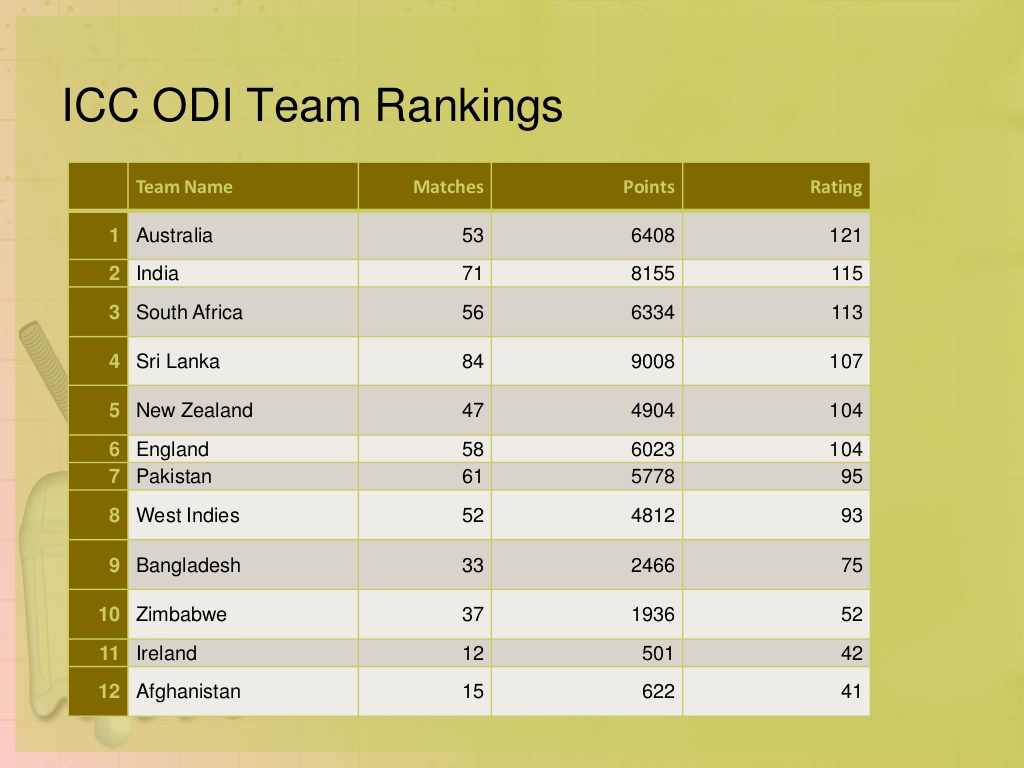 ICC ODI Team Rankings
Team Name Matches Points Rating
1 Australia 53 6408 121
2 India 71 8155 115
3 South Africa 56 6334 113
4 Sri Lanka 84 9008 107
5 New Zealand 47 4904 104
6 England 58 6023 104
7 Pakistan 61 5778 95
8 West Indies 52 4812 93
9 Bangladesh 33 2466 75
10 Zimbabwe 37 1936 52
11 Ireland 12 501 42
12 Afghanistan 15 622 41